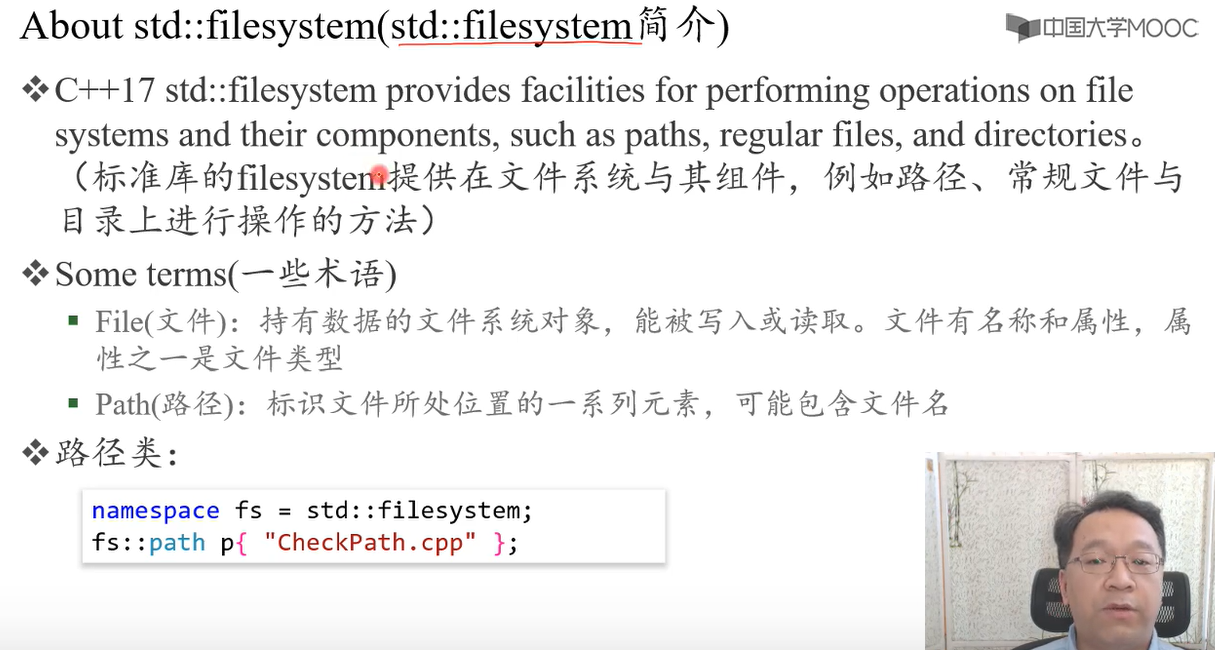 About std::filesystem(std::filesystem简介)
中国大学MOOC
❖C++17 std::filesystem provides facilities for performing operations on file
systems and their components, such as paths, regular files, and directories。
（标准库的filesystem提供在文件系统与其组件，例如路径、常规文件与
目录上进行操作的方法）
❖Some terms(一些术语)
▪ File(文件)：持有数据的文件系统对象，能被写入或读取。文件有名称和属性，属
性之一是文件类型
▪ Path(路径)：标识文件所处位置的一系列元素，可能包含文件名
❖路径类：
namespace fs = std::filesystem;
fs::path p{ "CheckPath.cpp" };